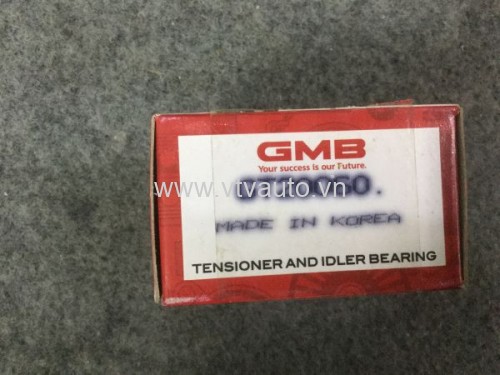 GMB
Your success is our Future.
www.vtvauto.vn
MADE IN KOREA
TENSIONER AND IDLER BEARING